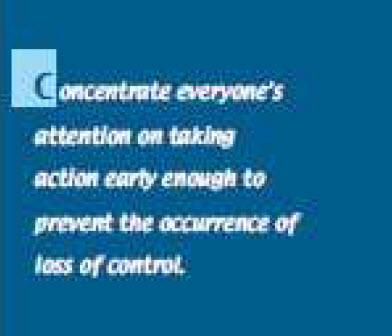 Concentrate everyone's
attention on taking
action early enough to
prevent the occurrence of
loss of control.